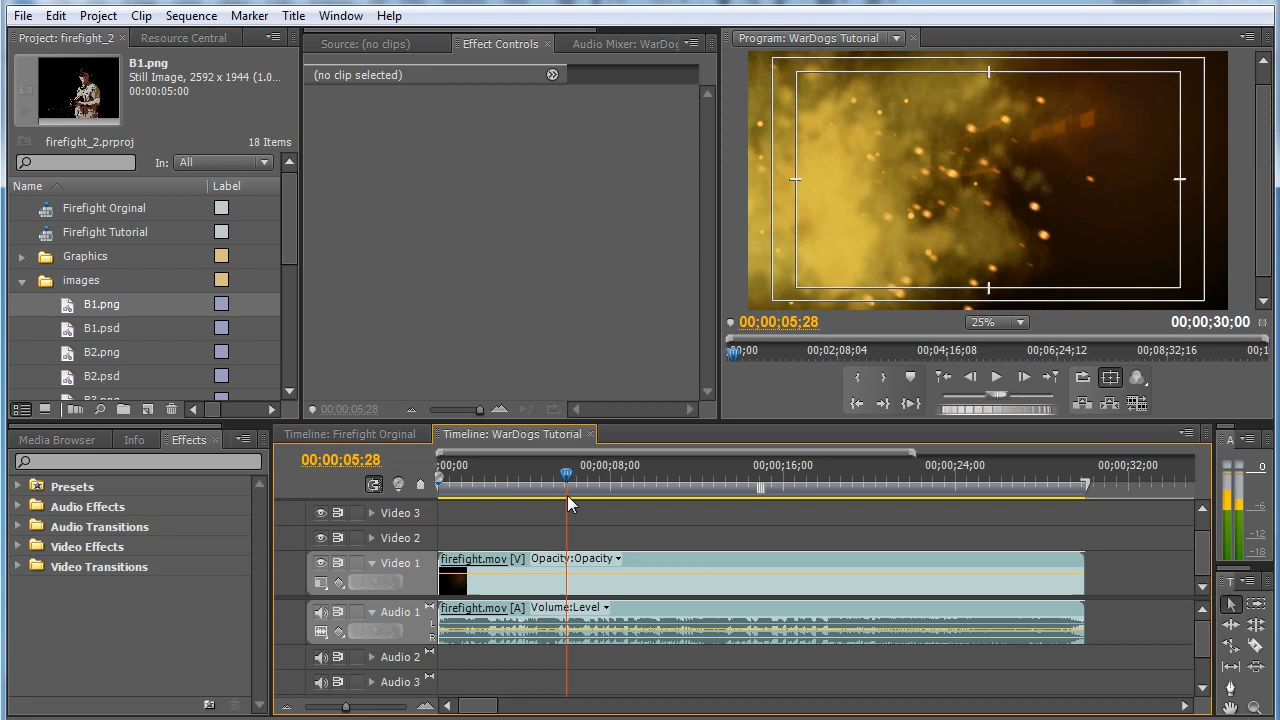 File Edit Project Clip Sequence Marker Title Window Help
Project: firefight_2 × Resource Central
B1.png
Still Image, 2592 x 1944 (1.0...
00:00:05:00
firefight_2.prproj 18 Items
In: All
Name Label
Firefight Orginal
Firefight Tutorial
Graphics
images
B1.png
B1.psd
B2.png
B2.psd
Source: (no clips) Effect Controls × Audio Mixer: WarDog
(no clip selected)
00:00:05:28
Program: WarDogs Tutorial ×
00;00;05;28 25% 00;00;30;00
;00;00 00;02;08;04 00;04;16;08 00;06;24;12 00;08;32;16 00;1
Media Browser Info Effects ×
Presets
Audio Effects
Audio Transitions
Video Effects
Video Transitions
Timeline: Firefight Orginal Timeline: WarDogs Tutorial ×
00:00:05:28
;00;00 00;00;08;00 00;00;16;00 00;00;24;00 00;00;32;00
Video 3
Video 2
Video 1 firefight.mov [V] Opacity:Opacity
Audio 1 firefight.mov [A] Volume:Level
L
R
Audio 2
Audio 3
A
0
-6
-12
-18
T